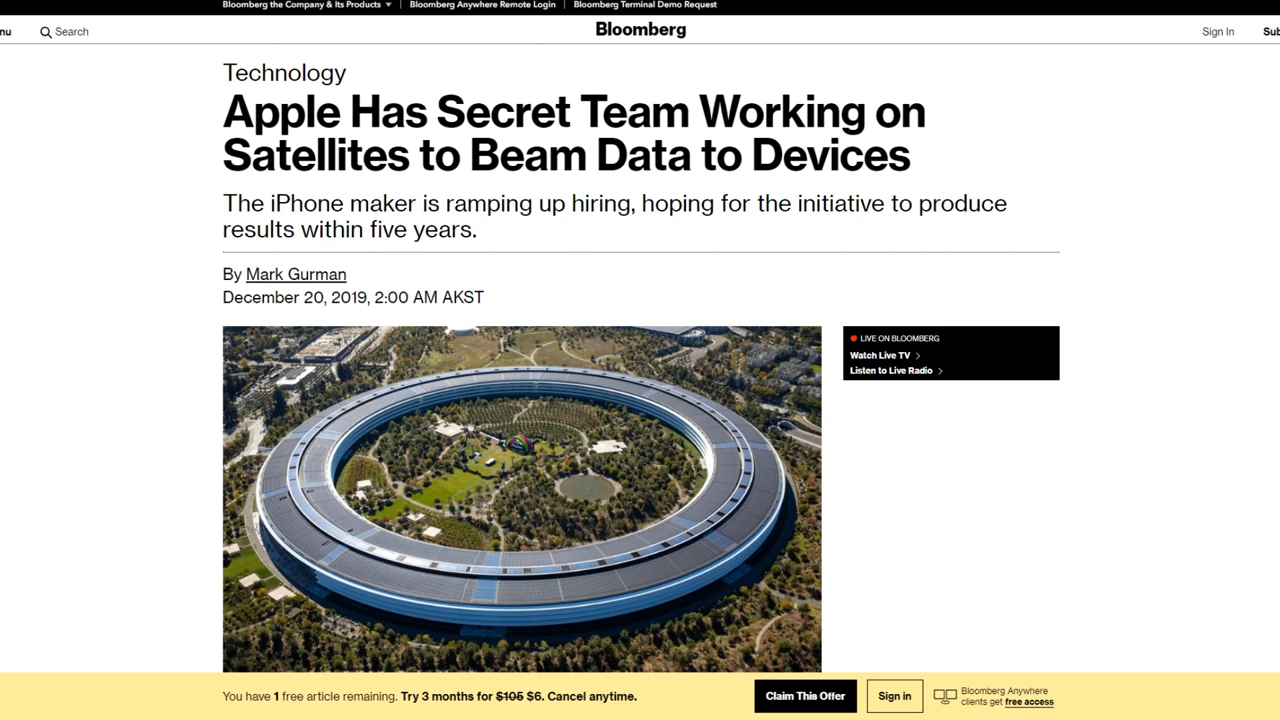 Bloomberg the Company & Its Products
Bloomberg Anywhere Remote Login
Bloomberg Terminal Demo Request
nu
Search
Bloomberg
Sign In
Sub
Technology
Apple Has Secret Team Working on
Satellites to Beam Data to Devices
The iPhone maker is ramping up hiring, hoping for the initiative to produce
results within five years.
By Mark Gurman
December 20, 2019, 2:00 AM AKST
LIVE ON BLOOMBERG
Watch Live TV
Listen to Live Radio
You have 1 free article remaining. Try 3 months for $105 $6. Cancel anytime.
Claim This Offer
Sign in
Bloomberg Anywhere
clients get free access